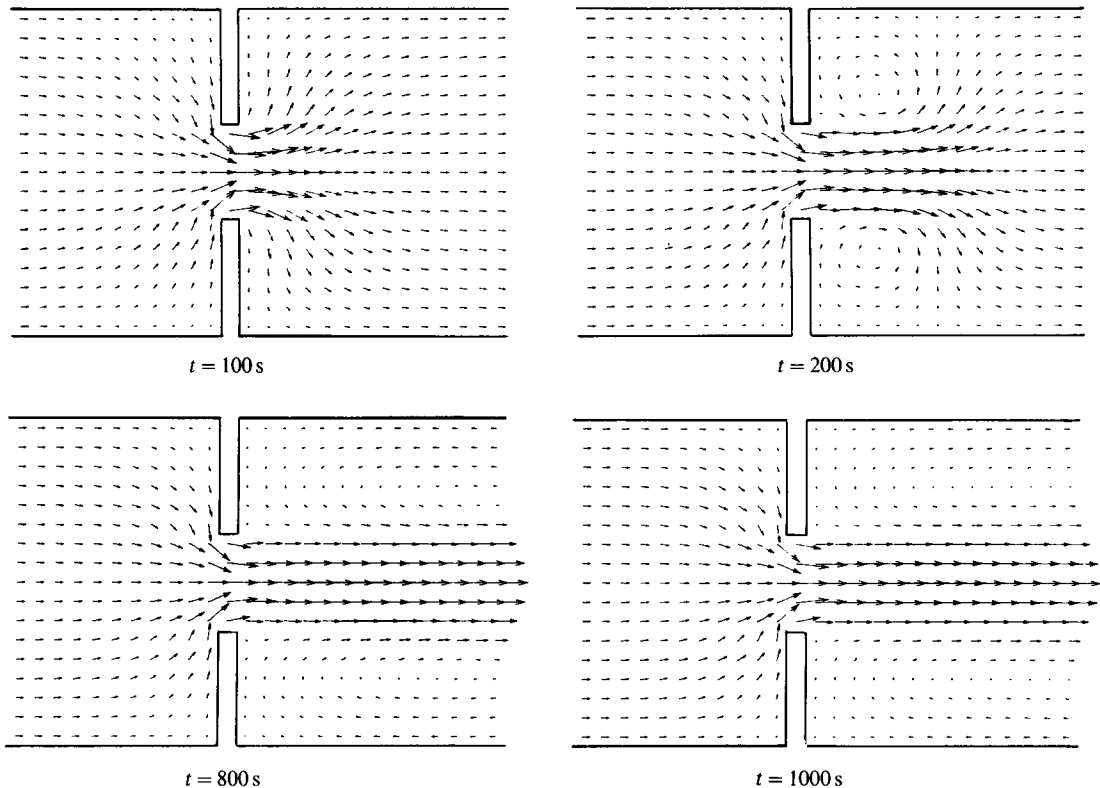 t = 100 s
t = 200 s
t = 800 s
t = 1000 s